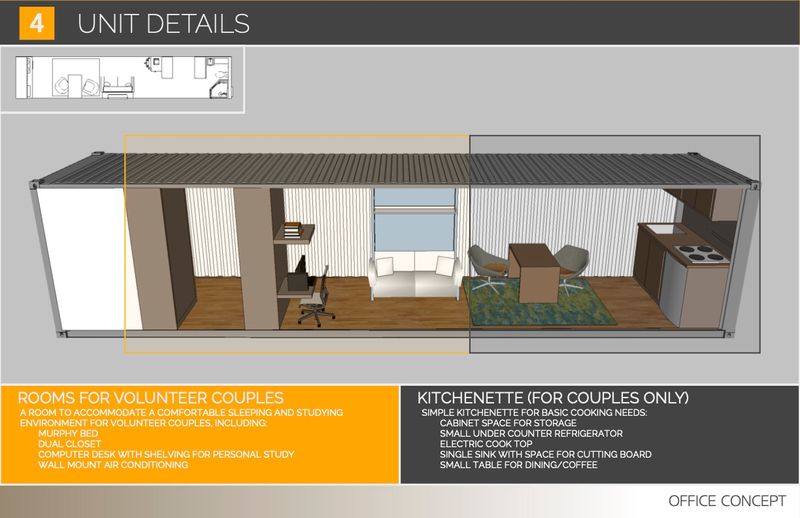 4 UNIT DETAILS
ROOMS FOR VOLUNTEER COUPLES
A ROOM TO ACCOMMODATE A COMFORTABLE SLEEPING AND STUDYING
ENVIRONMENT FOR VOLUNTEER COUPLES, INCLUDING:
MURPHY BED
DUAL CLOSET
COMPUTER DESK WITH SHELVING FOR PERSONAL STUDY
WALL MOUNT AIR CONDITIONING
KITCHENETTE (FOR COUPLES ONLY)
SIMPLE KITCHENETTE FOR BASIC COOKING NEEDS:
CABINET SPACE FOR STORAGE
SMALL UNDER COUNTER REFRIGERATOR
ELECTRIC COOK TOP
SINGLE SINK WITH SPACE FOR CUTTING BOARD
SMALL TABLE FOR DINING/COFFEE
OFFICE CONCEPT